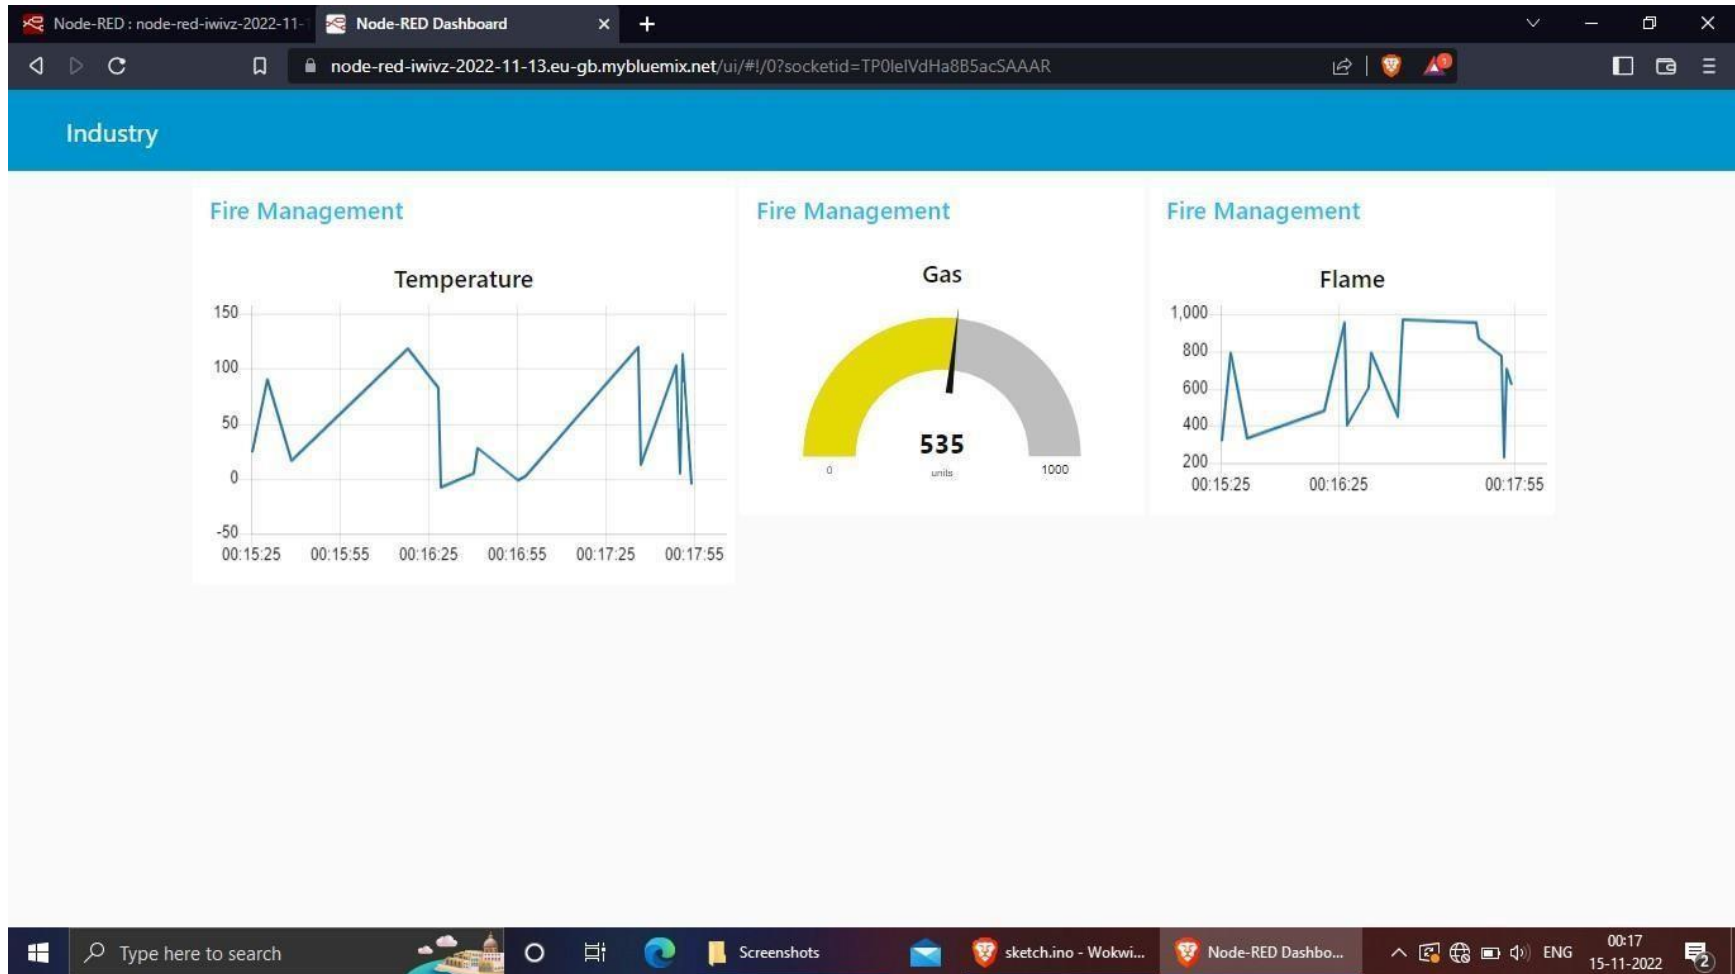 Node-RED : node-red-iwivz-2022-11-1
Node-RED Dashboard
node-red-iwivz-2022-11-13.eu-gb.mybluemix.net/ui/#!/0?socketid=TP0IeIVdHa8B5acSAAAR
1
Industry
Fire Management
Temperature
150
100
50
0
-50
00:15:25 00:15:55 00:16:25 00:16:55 00:17:25 00:17:55
Fire Management
Gas
535
units
0
1000
Fire Management
Flame
1,000
800
600
400
200
00:15:25 00:16:25 00:17:55
Type here to search
Screenshots
sketch.ino - Wokwi...
Node-RED Dashbo...
ENG
00:17
15-11-2022
2